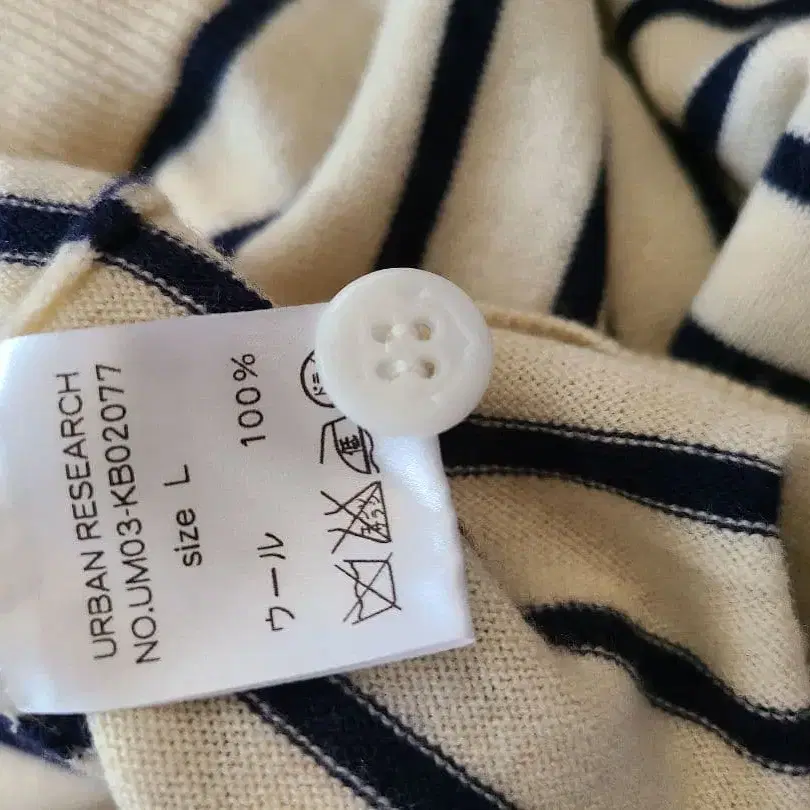 URBAN RESEARCH
NO.UM03-KB02077
size L
ウール 100%